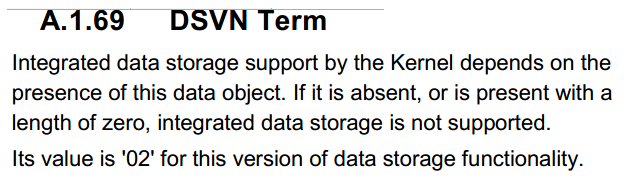 A.1.69 DSVN Term
Integrated data storage support by the Kernel depends on the
presence of this data object. If it is absent, or is present with a
length of zero, integrated data storage is not supported.
Its value is '02' for this version of data storage functionality.